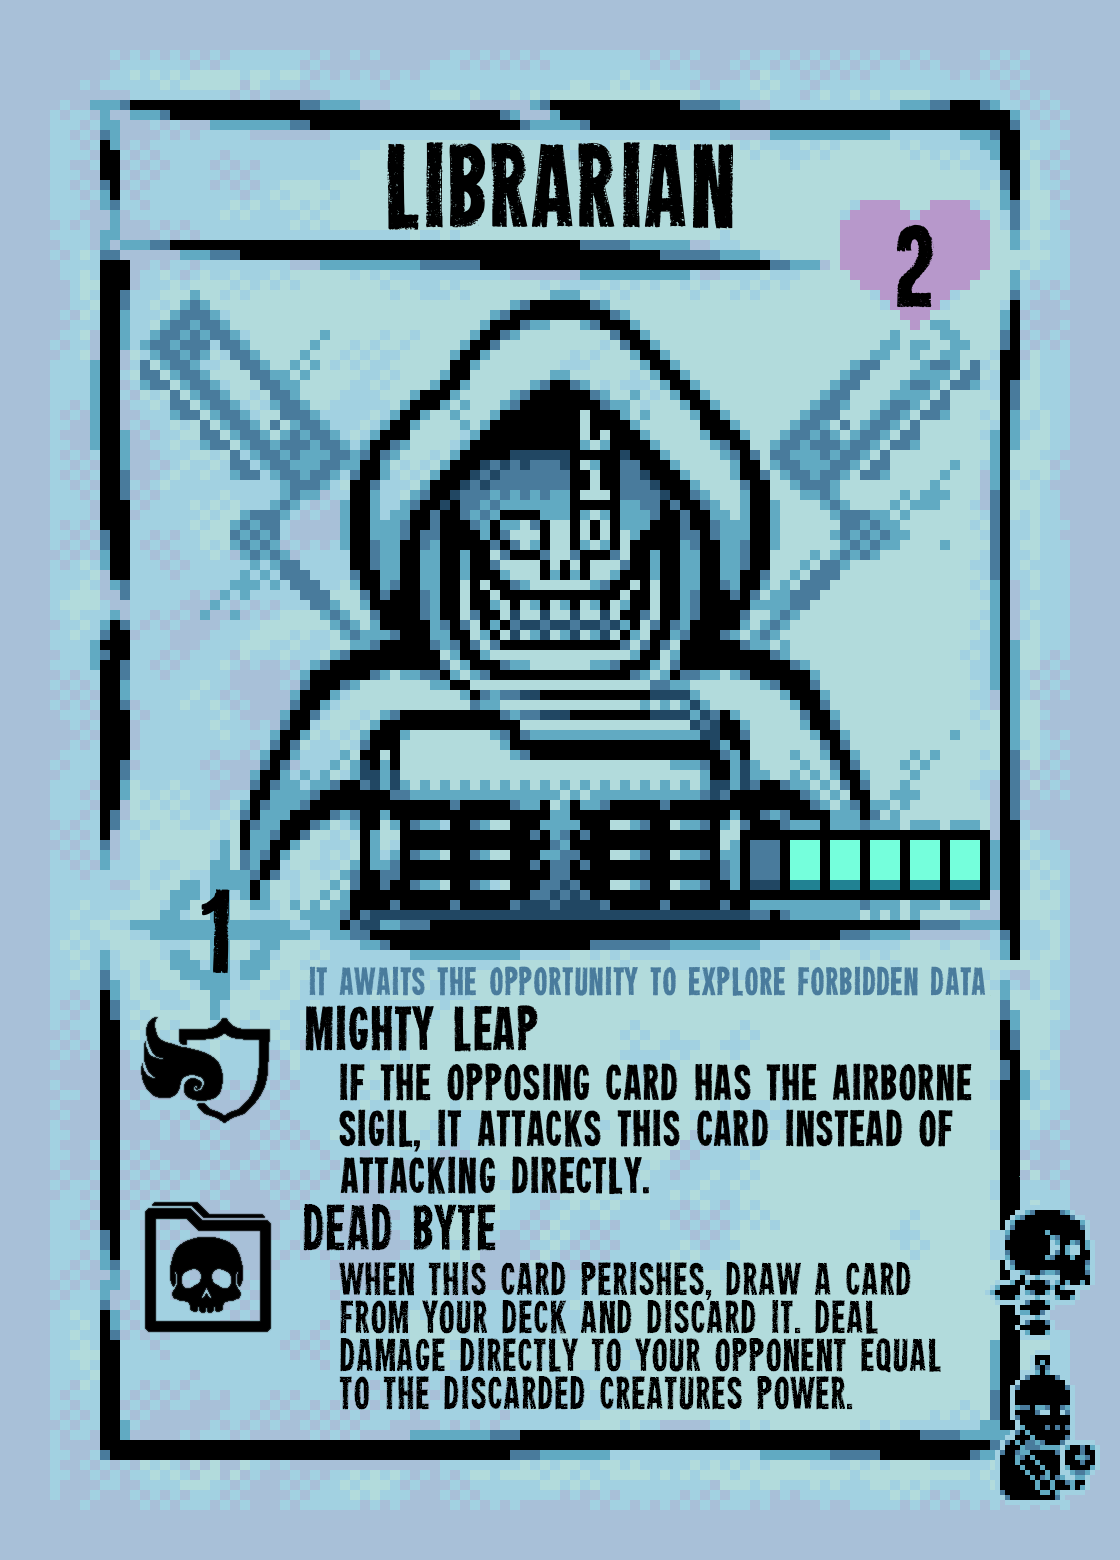 LIBRARIAN
2
1
IT AWAITS THE OPPORTUNITY TO EXPLORE FORBIDDEN DATA
MIGHTY LEAP
IF THE OPPOSING CARD HAS THE AIRBORNE
SIGIL, IT ATTACKS THIS CARD INSTEAD OF
ATTACKING DIRECTLY.
DEAD BYTE
WHEN THIS CARD PERISHES, DRAW A CARD
FROM YOUR DECK AND DISCARD IT. DEAL
DAMAGE DIRECTLY TO YOUR OPPONENT EQUAL
TO THE DISCARDED CREATURES POWER.